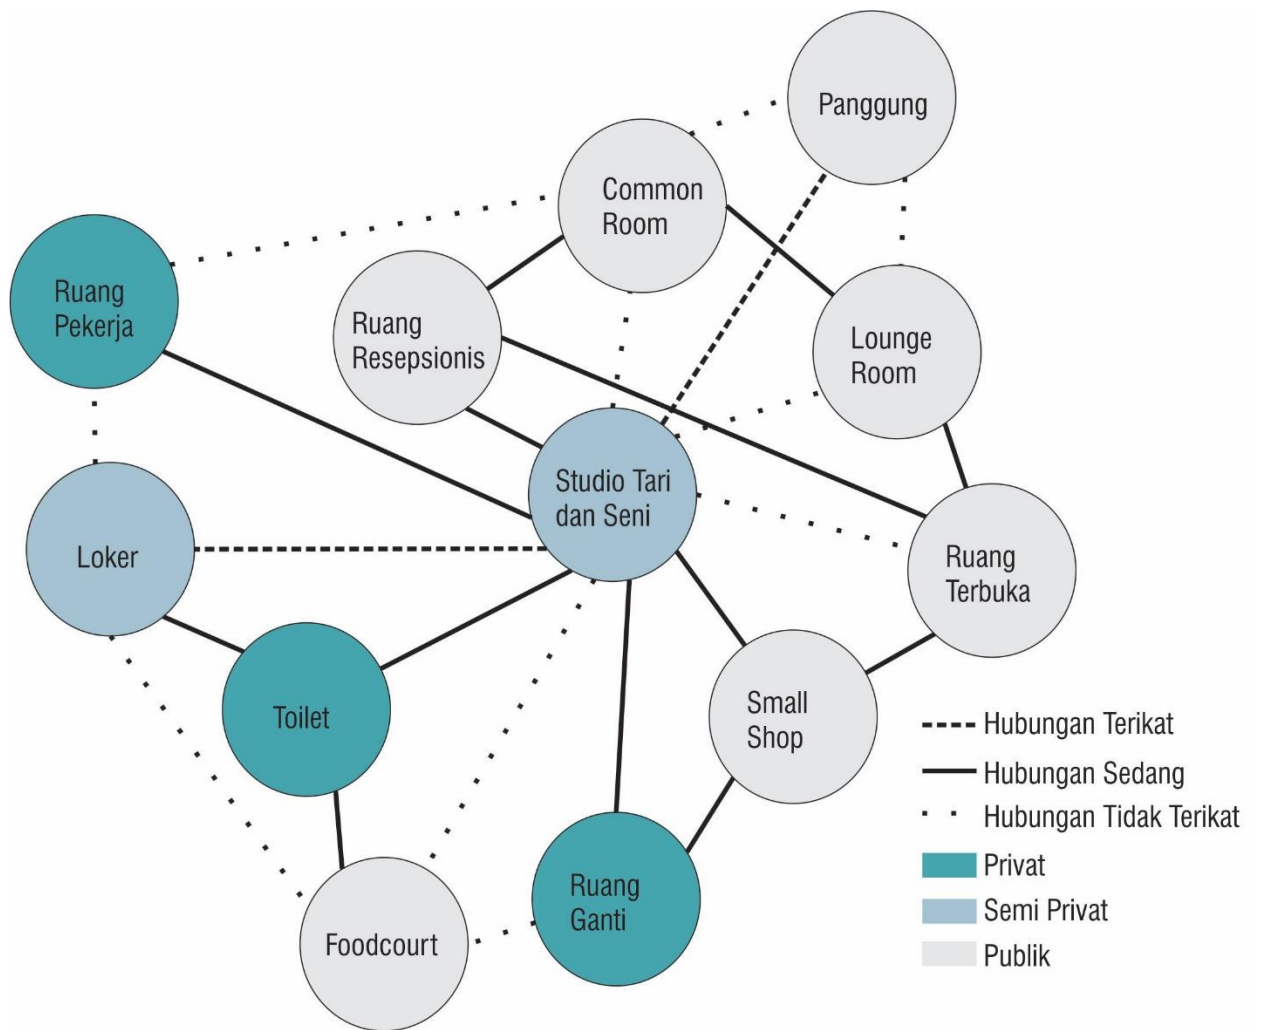 Panggung
Common
Room
Ruang
Pekerja
Ruang
Resepsionis
Lounge
Room
Studio Tari
dan Seni
Loker
Ruang
Terbuka
Toilet
Small
Shop
Ruang
Ganti
Foodcourt
Hubungan Terikat
Hubungan Sedang
Hubungan Tidak Terikat
Privat
Semi Privat
Publik